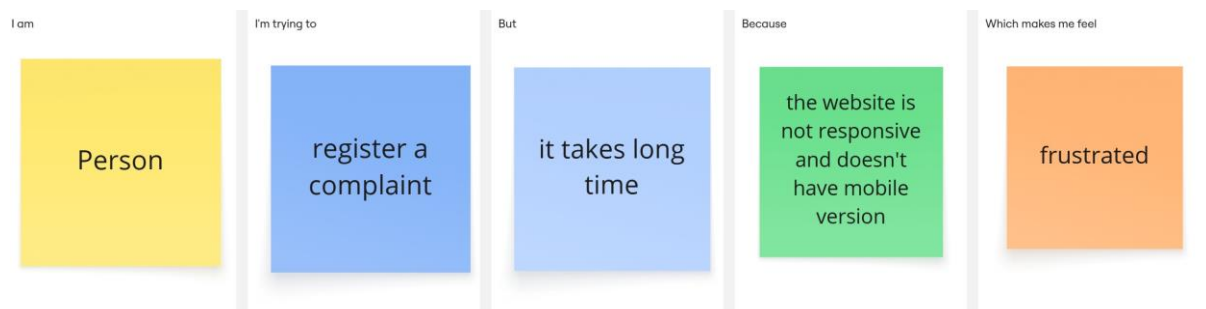 I am
I'm trying to
But
Because
Which makes me feel
Person
register a
complaint
it takes long
time
the website is
not responsive
and doesn't
have mobile
version
frustrated